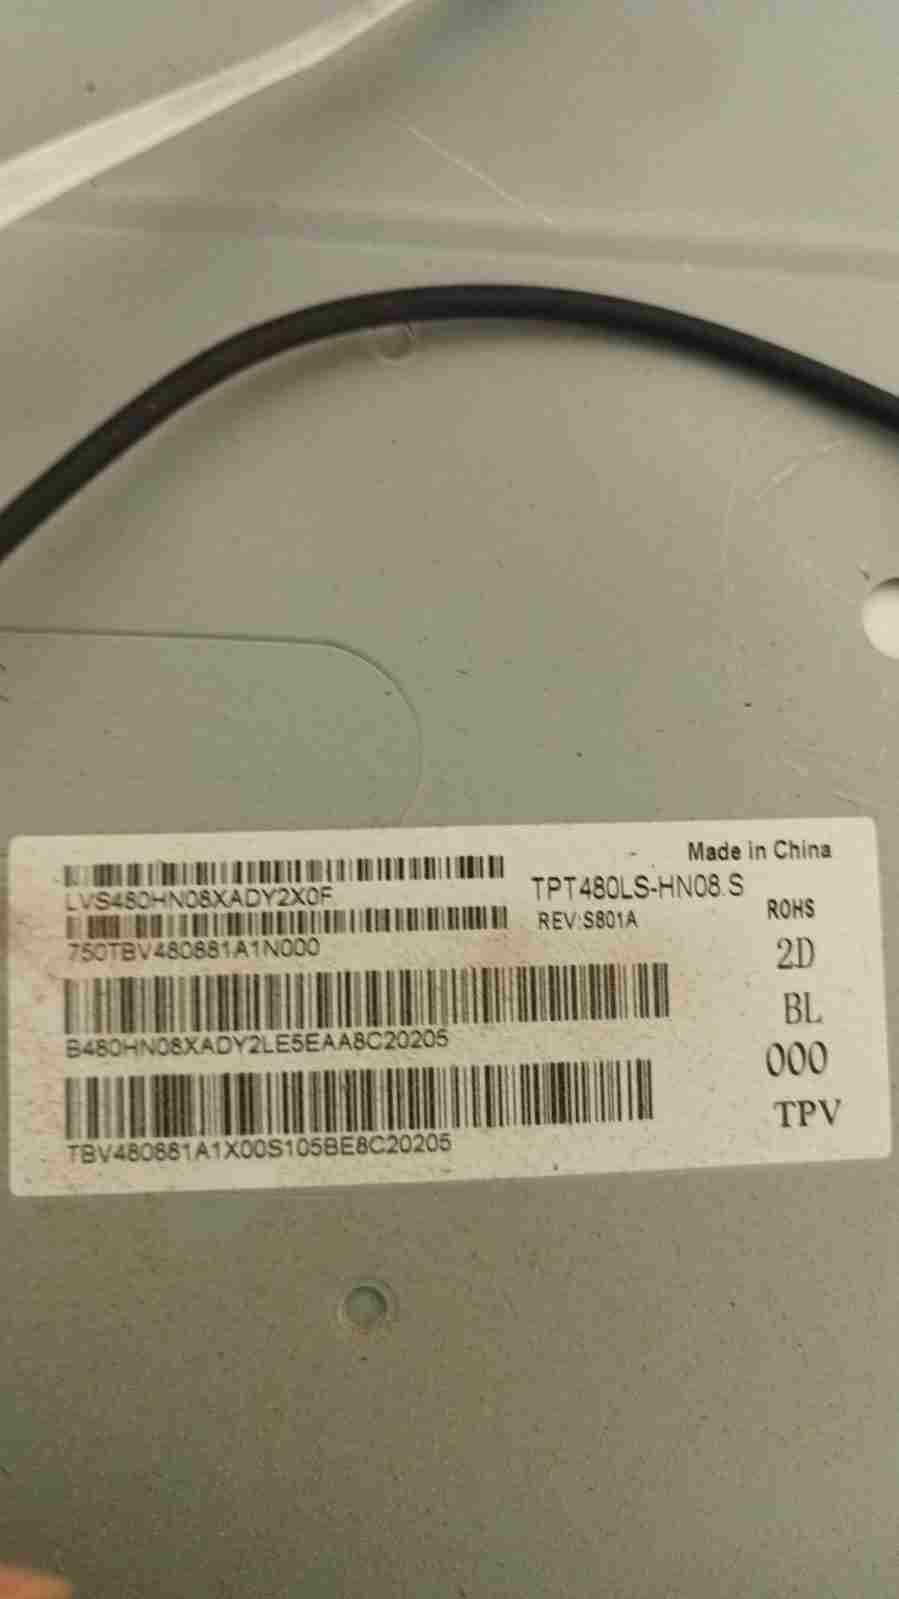 Made in China
LVS480HN08XADY2X0F
TPT480LS-HN08.S
REV:S801A
ROHS
750TBV480881A1N000
2D
BL
B480HN08XADY2LE5EAA8C20205
000
TPV
TBV480881A1X00S105BE8C20205